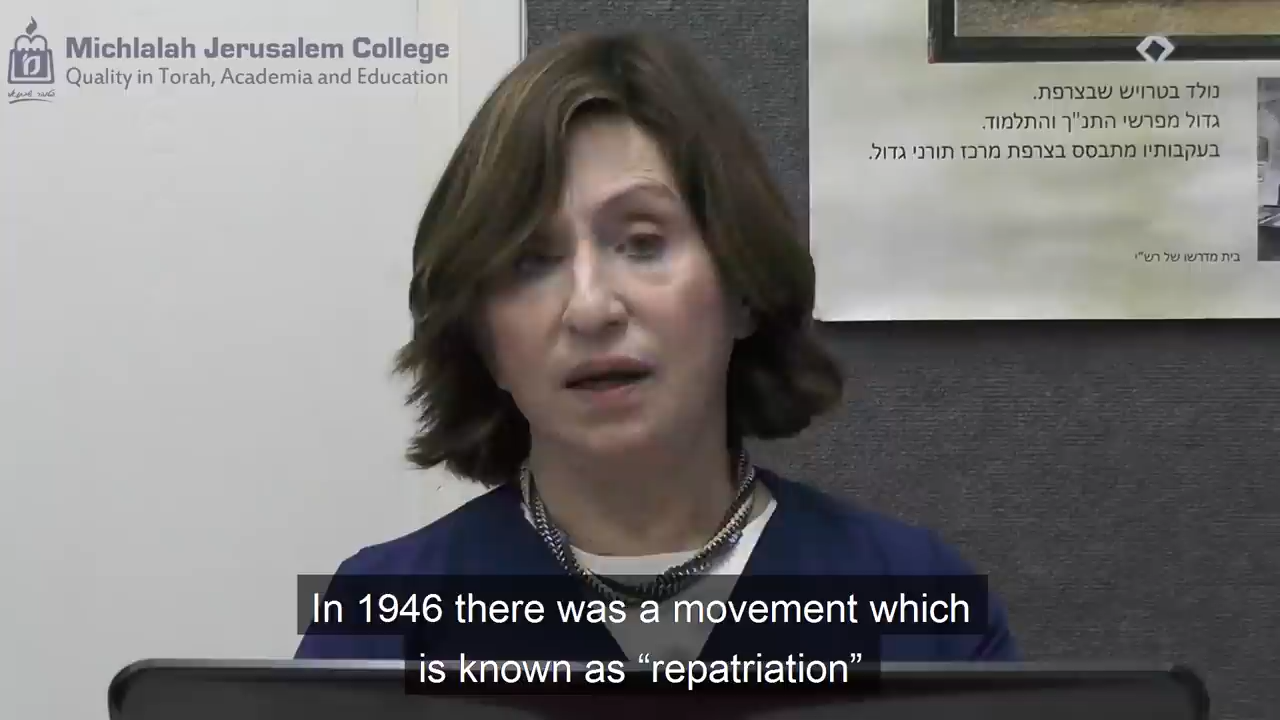 Michlalah Jerusalem College
Quality in Torah, Academia and Education
נולד בטרויש שבצרפת.
גדול מפרשי התנ"ך והתלמוד.
בעקבותיו מתבסס בצרפת מרכז תורני גדול.
בית מדרשו של רש"י
In 1946 there was a movement which
is known as “repatriation”